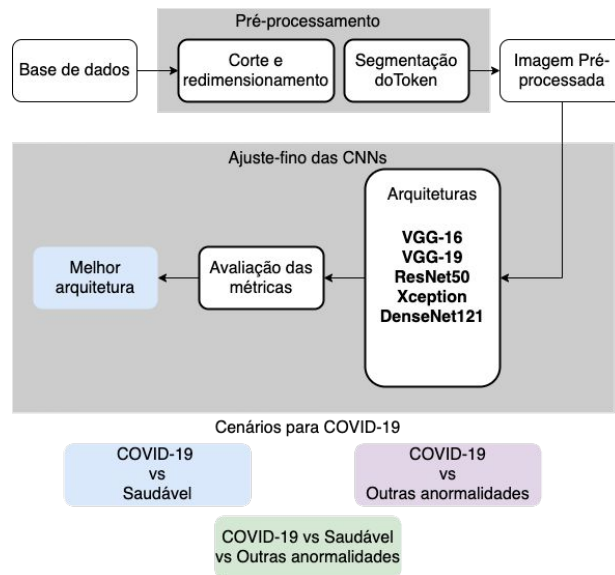 Pré-processamento
Base de dados
Corte e
redimensionamento
Segmentação
doToken
Imagem Pré-
processada
Ajuste-fino das CNNs
Arquiteturas
VGG-16
VGG-19
ResNet50
Xception
DenseNet121
Avaliação das
métricas
Melhor
arquitetura
Cenários para COVID-19
COVID-19
vs
Saudável
COVID-19
vs
Outras anormalidades
COVID-19 vs Saudável
vs Outras anormalidades